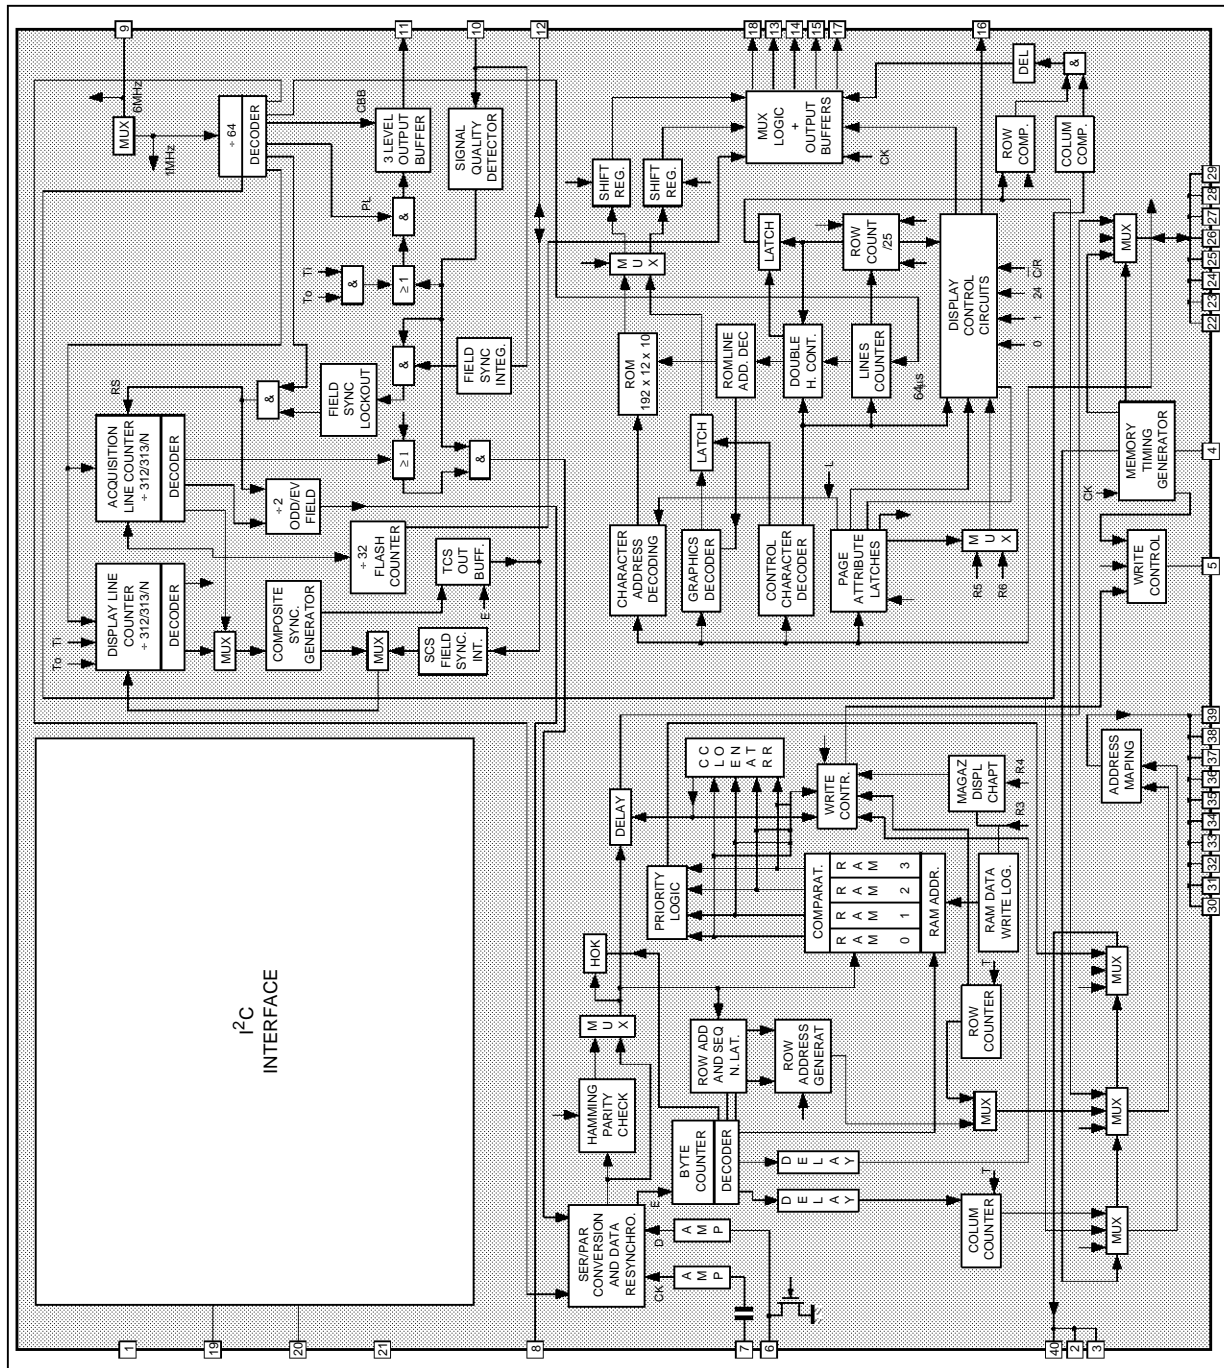 9
11
10
12
18
13
14
15
17
16
29
28
27
26
25
24
23
22
4
5
39
38
37
36
35
34
33
32
31
30
1
19
20
21
8
7
6
40
2
3
6MHz
MUX
1MHz
÷ 64
DECODER
CBB
PL
3 LEVEL
OUTPUT
BUFFER
SIGNAL
QUALITY
DETECTOR
&
To
Ti
&
≥ 1
&
FIELD
SYNC
INTEG.
FIELD
SYNC
LOCKOUT
&
RS
ACQUISITION
LINE COUNTER
÷ 312/313/N
DECODER
≥ 1
&
÷2
ODD/EV
FIELD
÷32
FLASH
COUNTER
To
Ti
DISPLAY LINE
COUNTER
÷ 312/313/N
DECODER
MUX
COMPOSITE
SYNC.
GENERATOR
TCS
OUT
BUFF.
E
MUX
SCS
FIELD
SYNC.
INT.
MUX
LOGIC
+
OUTPUT
BUFFERS
CK
DEL
&
ROW
COMP.
COLUM
COMP.
SHIFT
REG.
SHIFT
REG.
M
U
X
LATCH
ROW
COUNT
/25
ROM
192 x 12 x 10
ROMLINE
ADD. DEC
DOUBLE
H. CONT.
LINES
COUNTER
64µs
DISPLAY
CONTROL
CIRCUITS
0
1
24
C/R
MUX
LATCH
L
CHARACTER
ADDRESS
DECODING
GRAPHICS
DECODER
CONTROL
CHARACTER
DECODER
PAGE
ATTRIBUTE
LATCHES
R5
R6
M
U
X
MEMORY
TIMING
GENERATOR
CK
WRITE
CONTROL
I²C
INTERFACE
C C
L O
E N
A T
R R
DELAY
WRITE
CONTR.
MAGAZ
DISPL
CHAPT
R4
R3
ADDRESS
MAPING
PRIORITY
LOGIC
COMPARAT.
R A M 0
R A M 1
R A M 2
R A M 3
RAM ADDR.
RAM DATA
WRITE LOG.
HOK
M
U
X
HAMMING
PARITY
CHECK
ROW ADD
AND SEQ
N. LAT.
ROW
ADDRESS
GENERAT
ROW
COUNTER
T
MUX
MUX
MUX
MUX
BYTE
COUNTER
DECODER
D E L A Y
D E L A Y
COLUM
COUNTER
T
SER/PAR
CONVERSION
AND DATA
RESYNCHRO.
E
D
CK
A M P
A M P